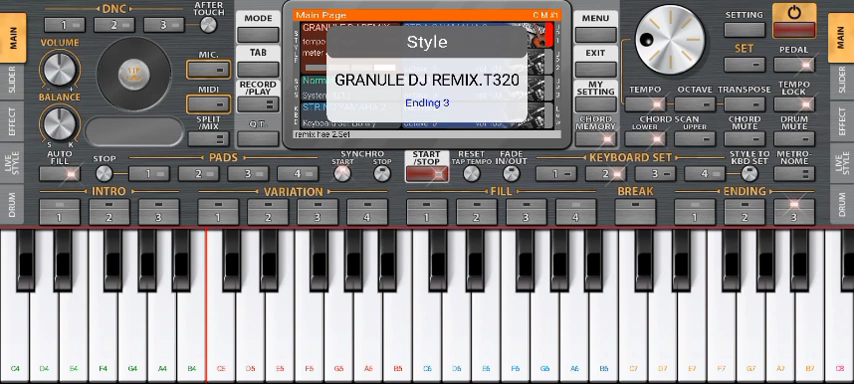 DNC
AFTER TOUCH
1
2
3
MAIN
SLIDER
EFFECT
LIVE STYLE
DRUM
VOLUME
BALANCE
S K
MIC.
MIDI
SPLIT /MIX
MODE
TAB
RECORD /PLAY
Main Page
Style
GRANULE DJ REMIX.T320
Ending 3
MENU
EXIT
MY SETTING
CHORD MEMORY
SETTING
SET
PEDAL
TEMPO
OCTAVE
TRANSPOSE
TEMPO LOCK
CHORD SCAN
LOWER
UPPER
CHORD MUTE
DRUM MUTE
MAIN
SLIDER
EFFECT
LIVE STYLE
DRUM
AUTO FILL
STOP
PADS
1
2
3
4
SYNCHRO
START
STOP
START /STOP
RESET
TAP TEMPO
FADE IN/OUT
KEYBOARD SET
1
2
3
4
STYLE TO KBD SET
METRO- NOME
INTRO
1
2
3
VARIATION
1
2
3
4
FILL
1
2
3
4
BREAK
ENDING
1
2
3
C4 D4 E4 F4 G4 A4 B4 C5 D5 E5 F5 G5 A5 B5 C6 D6 E6 F6 G6 A6 B6 C7 D7 E7 F7 G7 A7 B7 C8